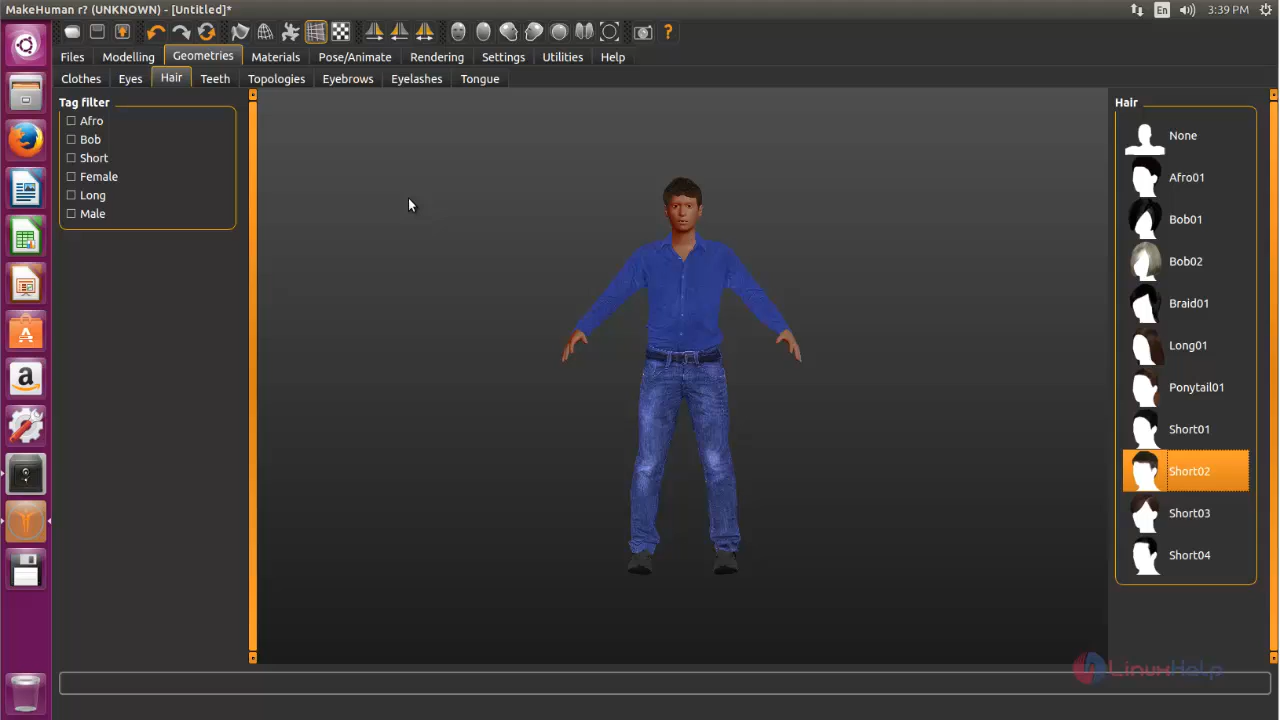 MakeHuman r? (UNKNOWN) - [Untitled]*
En
3:39 PM
Files
Modelling
Geometries
Materials
Pose/Animate
Rendering
Settings
Utilities
Help
Clothes
Eyes
Hair
Teeth
Topologies
Eyebrows
Eyelashes
Tongue
Tag filter
Afro
Bob
Short
Female
Long
Male
Hair
None
Afro01
Bob01
Bob02
Braid01
Long01
Ponytail01
Short01
Short02
Short03
Short04
LinuxHelp